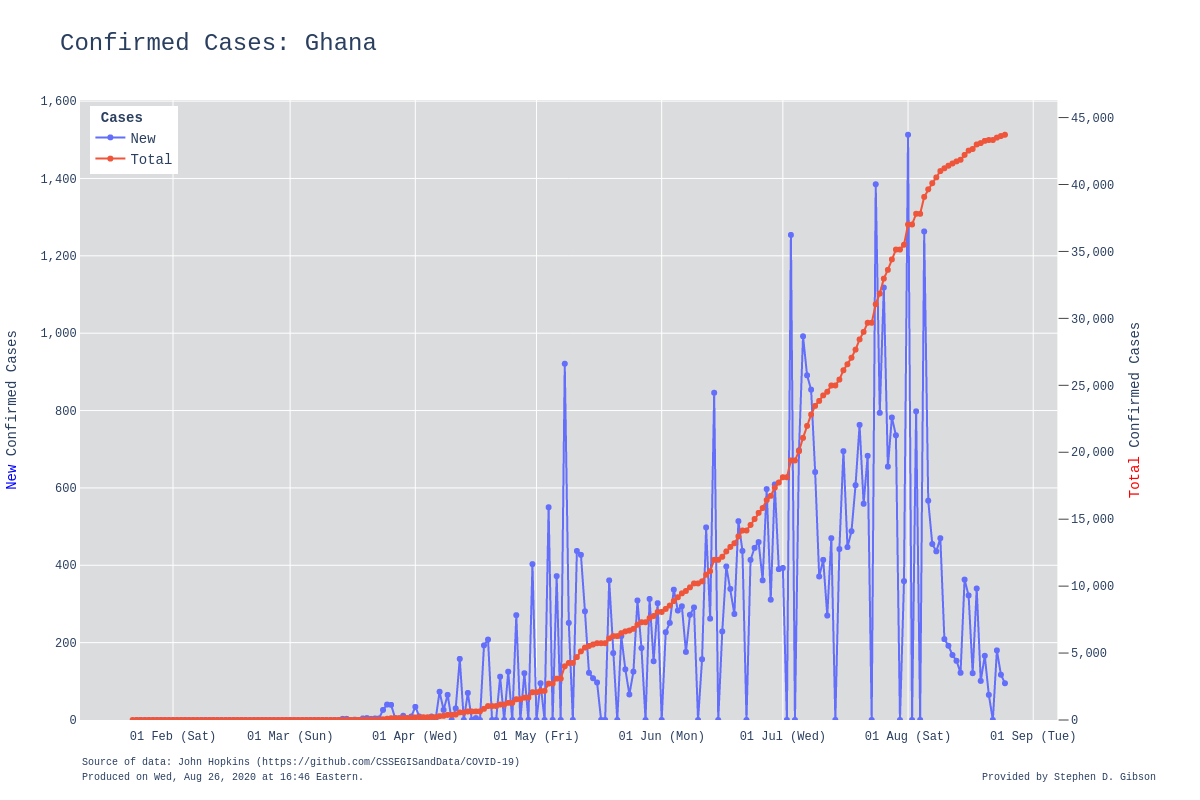 Confirmed Cases: Ghana
Cases
New
Total
1,600
1,400
1,200
1,000
800
600
400
200
0
45,000
40,000
35,000
30,000
25,000
20,000
15,000
10,000
5,000
0
New Confirmed Cases
Total Confirmed Cases
01 Feb (Sat)
01 Mar (Sun)
01 Apr (Wed)
01 May (Fri)
01 Jun (Mon)
01 Jul (Wed)
01 Aug (Sat)
01 Sep (Tue)
Source of data: John Hopkins (https://github.com/CSSEGISandData/COVID-19)
Produced on Wed, Aug 26, 2020 at 16:46 Eastern.
Provided by Stephen D. Gibson